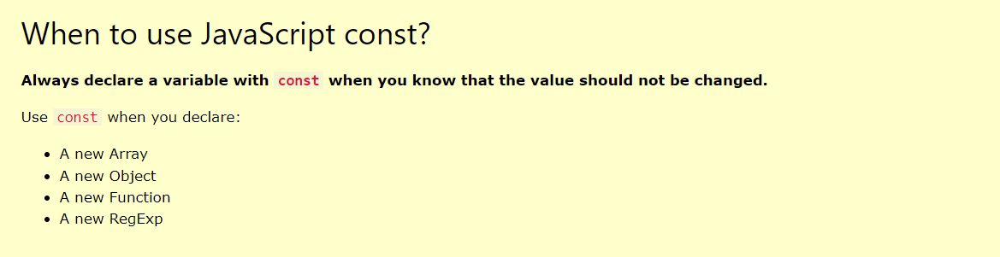 When to use JavaScript const?
Always declare a variable with const when you know that the value should not be changed.
Use const when you declare:
• A new Array
• A new Object
• A new Function
• A new RegExp